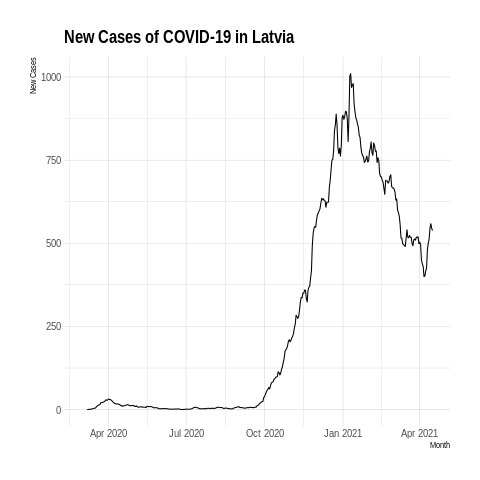 New Cases of COVID-19 in Latvia
New Cases
1000
750
500
250
0
Apr 2020 Jul 2020 Oct 2020 Jan 2021 Apr 2021
Month